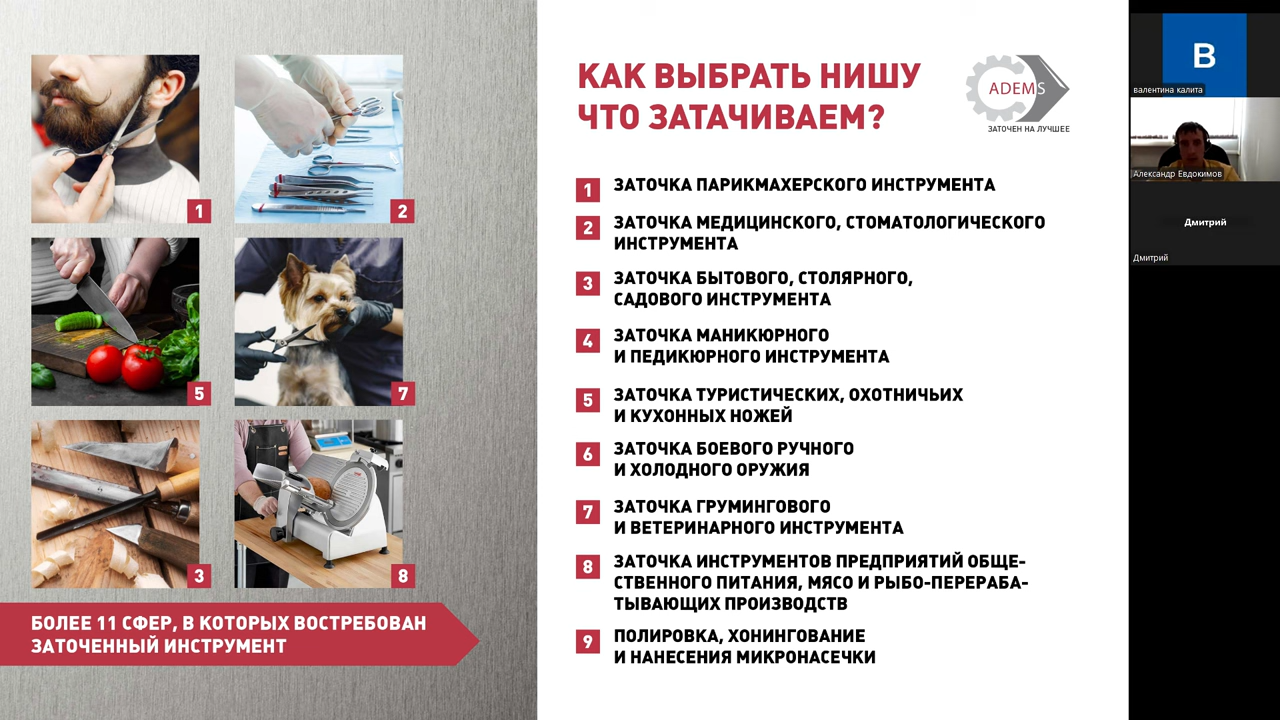 КАК ВЫБРАТЬ НИШУ
ЧТО ЗАТАЧИВАЕМ?
ADEMS
ЗАТОЧЕН НА ЛУЧШЕЕ
1 ЗАТОЧКА ПАРИКМАХЕРСКОГО ИНСТРУМЕНТА
2 ЗАТОЧКА МЕДИЦИНСКОГО, СТОМАТОЛОГИЧЕСКОГО
ИНСТРУМЕНТА
3 ЗАТОЧКА БЫТОВОГО, СТОЛЯРНОГО,
САДОВОГО ИНСТРУМЕНТА
4 ЗАТОЧКА МАНИКЮРНОГО
И ПЕДИКЮРНОГО ИНСТРУМЕНТА
5 ЗАТОЧКА ТУРИСТИЧЕСКИХ, ОХОТНИЧЬИХ
И КУХОННЫХ НОЖЕЙ
6 ЗАТОЧКА БОЕВОГО РУЧНОГО
И ХОЛОДНОГО ОРУЖИЯ
7 ЗАТОЧКА ГРУМИНГОВОГО
И ВЕТЕРИНАРНОГО ИНСТРУМЕНТА
8 ЗАТОЧКА ИНСТРУМЕНТОВ ПРЕДПРИЯТИЙ ОБЩЕ-
СТВЕННОГО ПИТАНИЯ, МЯСО И РЫБО-ПЕРЕРАБА-
ТЫВАЮЩИХ ПРОИЗВОДСТВ
9 ПОЛИРОВКА, ХОНИНГОВАНИЕ
И НАНЕСЕНИЯ МИКРОНАСЕЧКИ
1
2
5
7
3
8
БОЛЕЕ 11 СФЕР, В КОТОРЫХ ВОСТРЕБОВАН
ЗАТОЧЕННЫЙ ИНСТРУМЕНТ
В
валентина калита
Александр Евдокимов
Дмитрий
Дмитрий